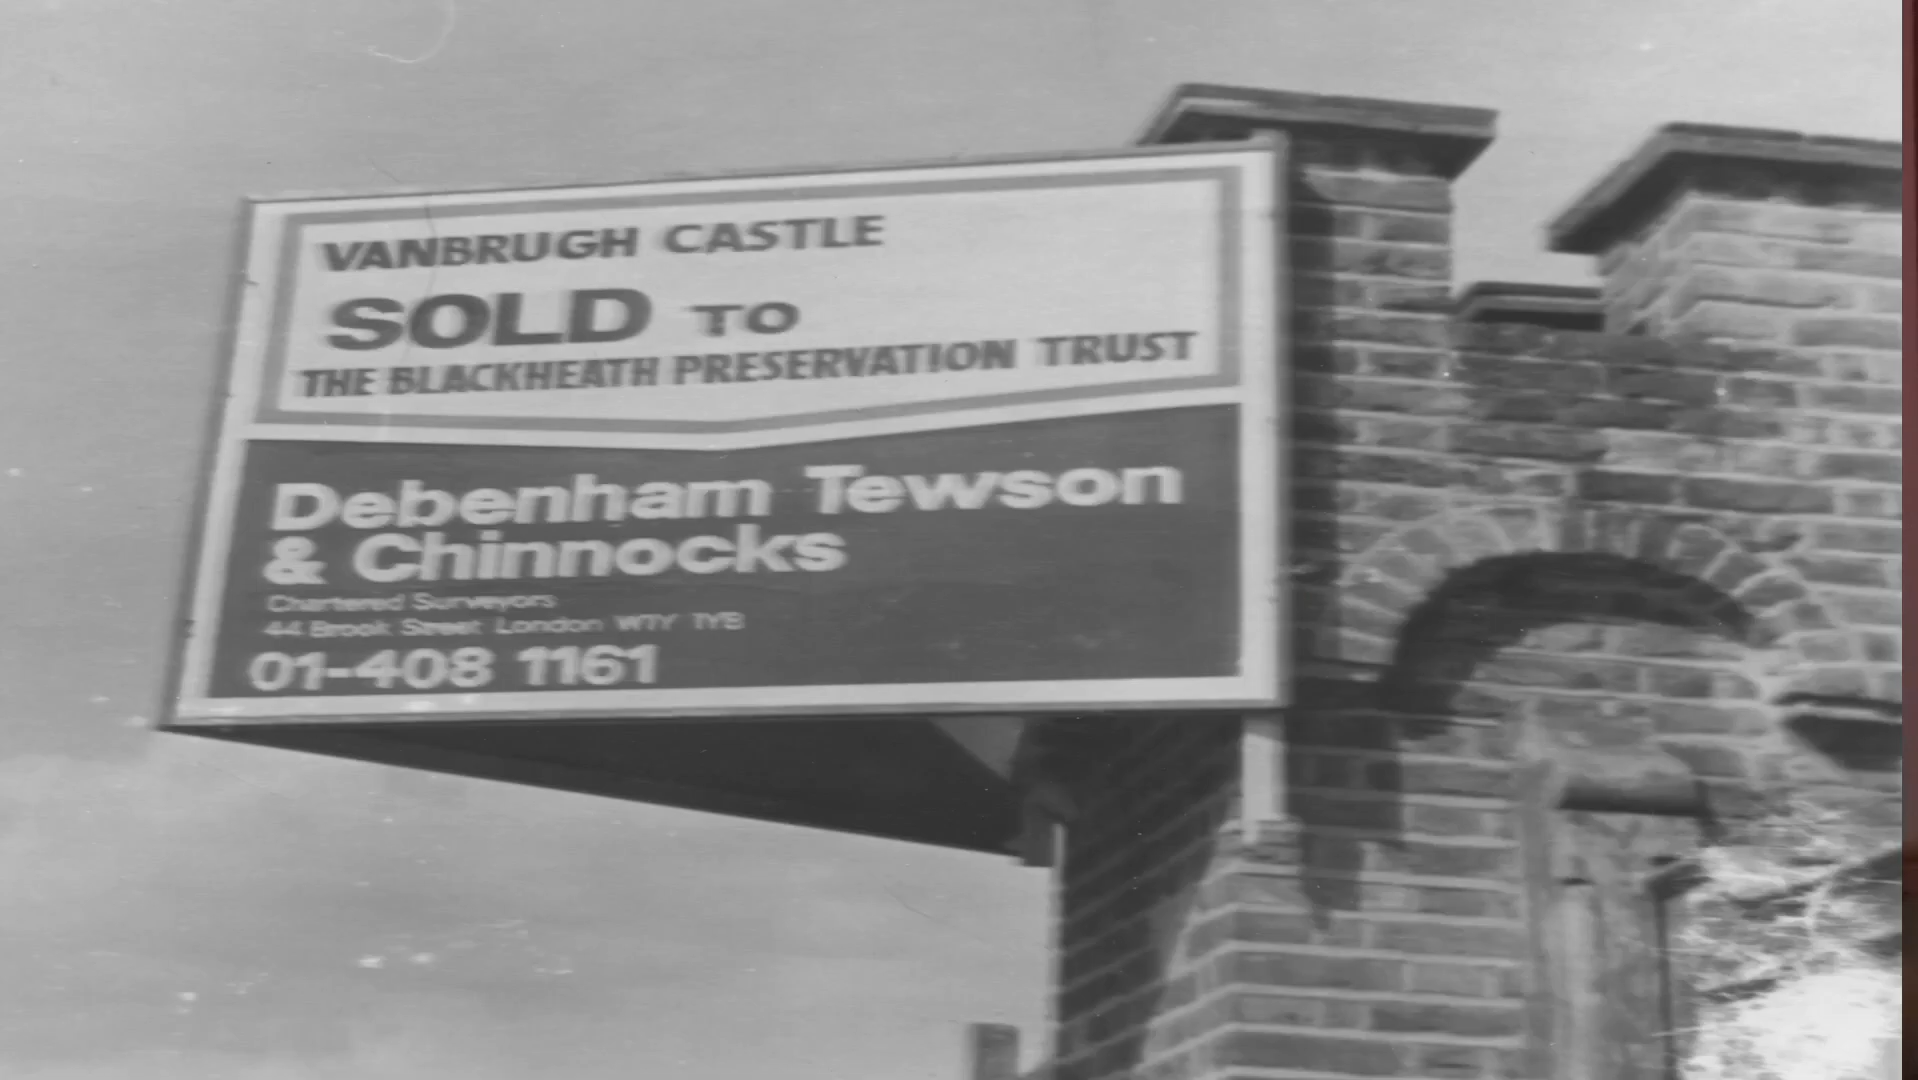 VANBRUGH CASTLE
SOLD TO
THE BLACKHEATH PRESERVATION TRUST
Debenham Tewson
& Chinnocks
Chartered Surveyors
44 Brook Street London W1Y 1YB
01-408 1161